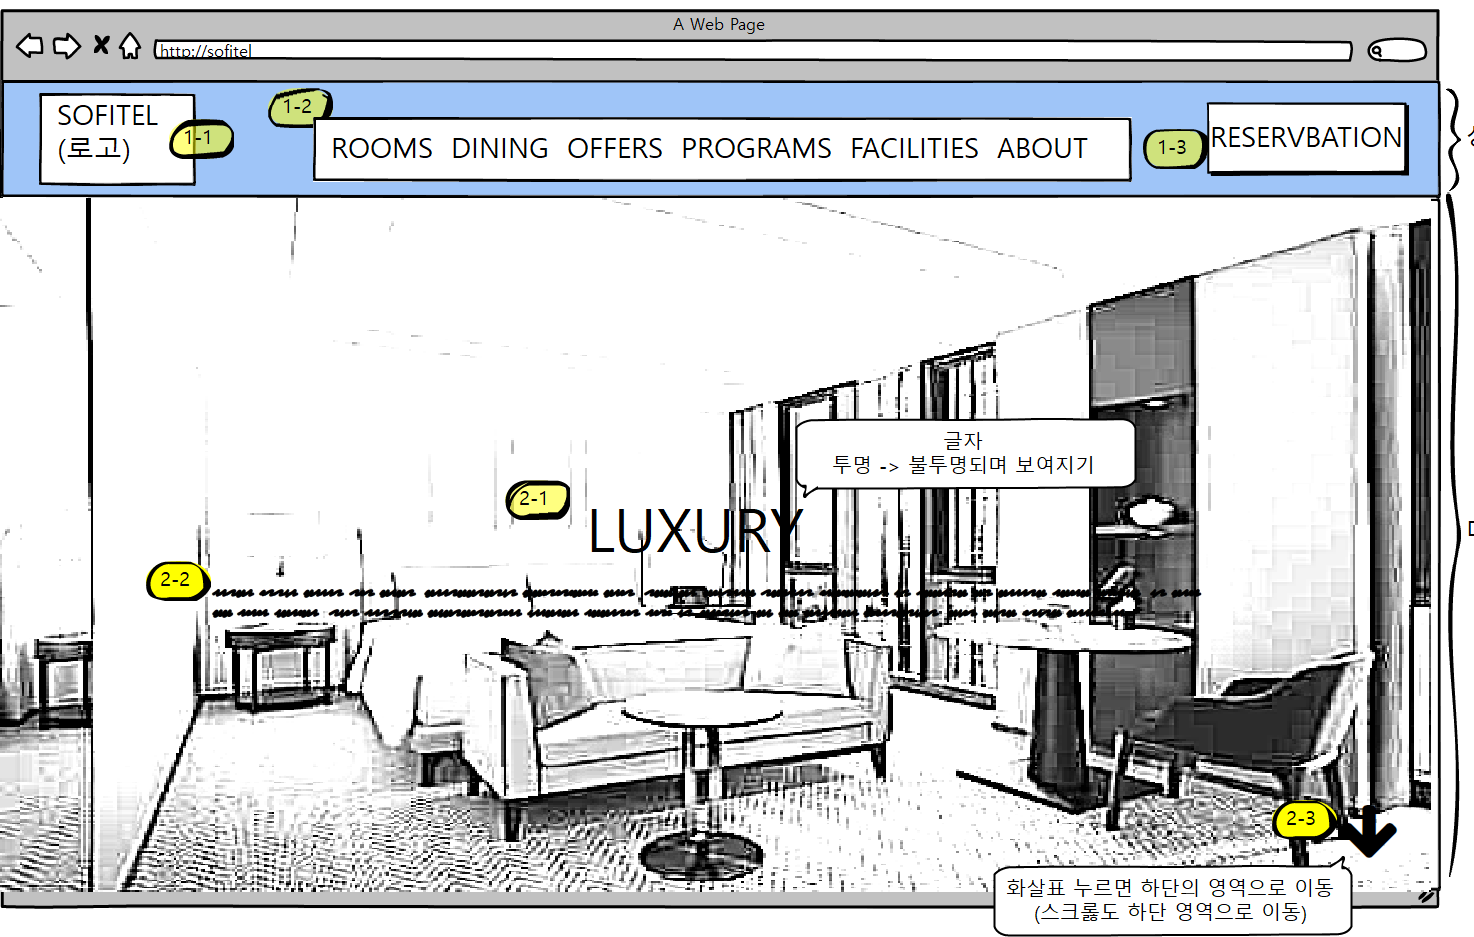 A Web Page
http://sofitel
SOFITEL
(로고)
1-1
1-2
ROOMS DINING OFFERS PROGRAMS FACILITIES ABOUT
1-3
RESERVBATION
글자
투명 -> 불투명되며 보여지기
2-1
LUXURY
2-2
2-3
화살표 누르면 하단의 영역으로 이동
(스크롫도 하단 영역으로 이동)